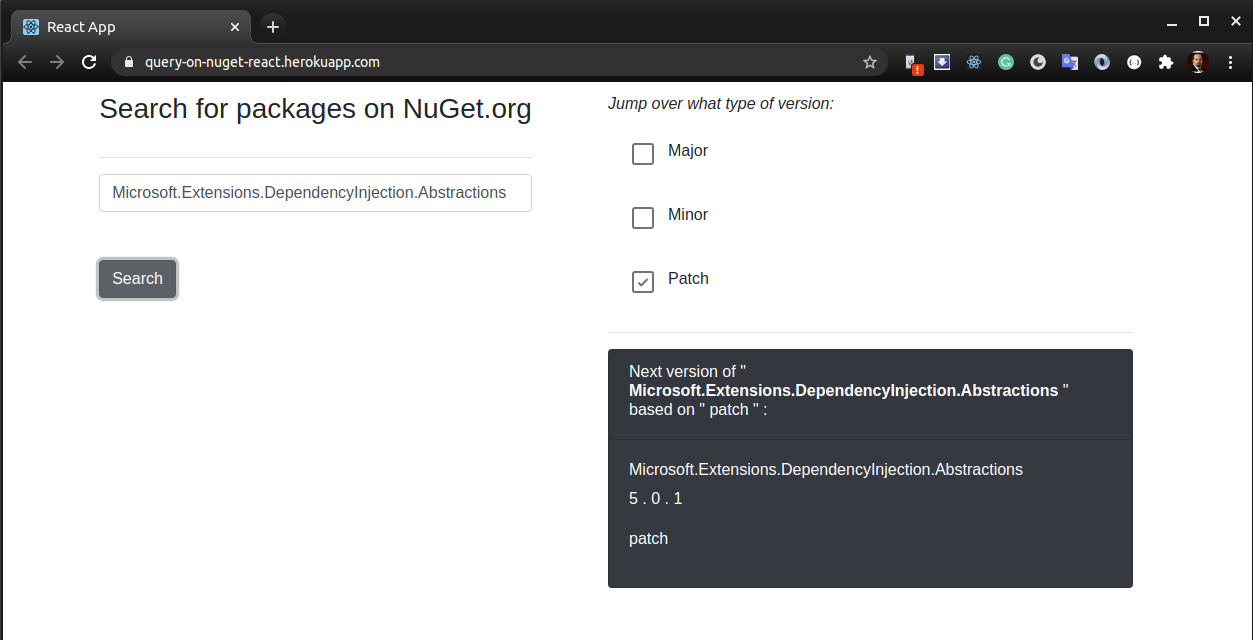 React App
query-on-nuget-react.herokuapp.com
Search for packages on NuGet.org
Microsoft.Extensions.DependencyInjection.Abstractions
Search
Jump over what type of version:
Major
Minor
Patch
Next version of "
Microsoft.Extensions.DependencyInjection.Abstractions "
based on " patch " :
Microsoft.Extensions.DependencyInjection.Abstractions
5 . 0 . 1
patch